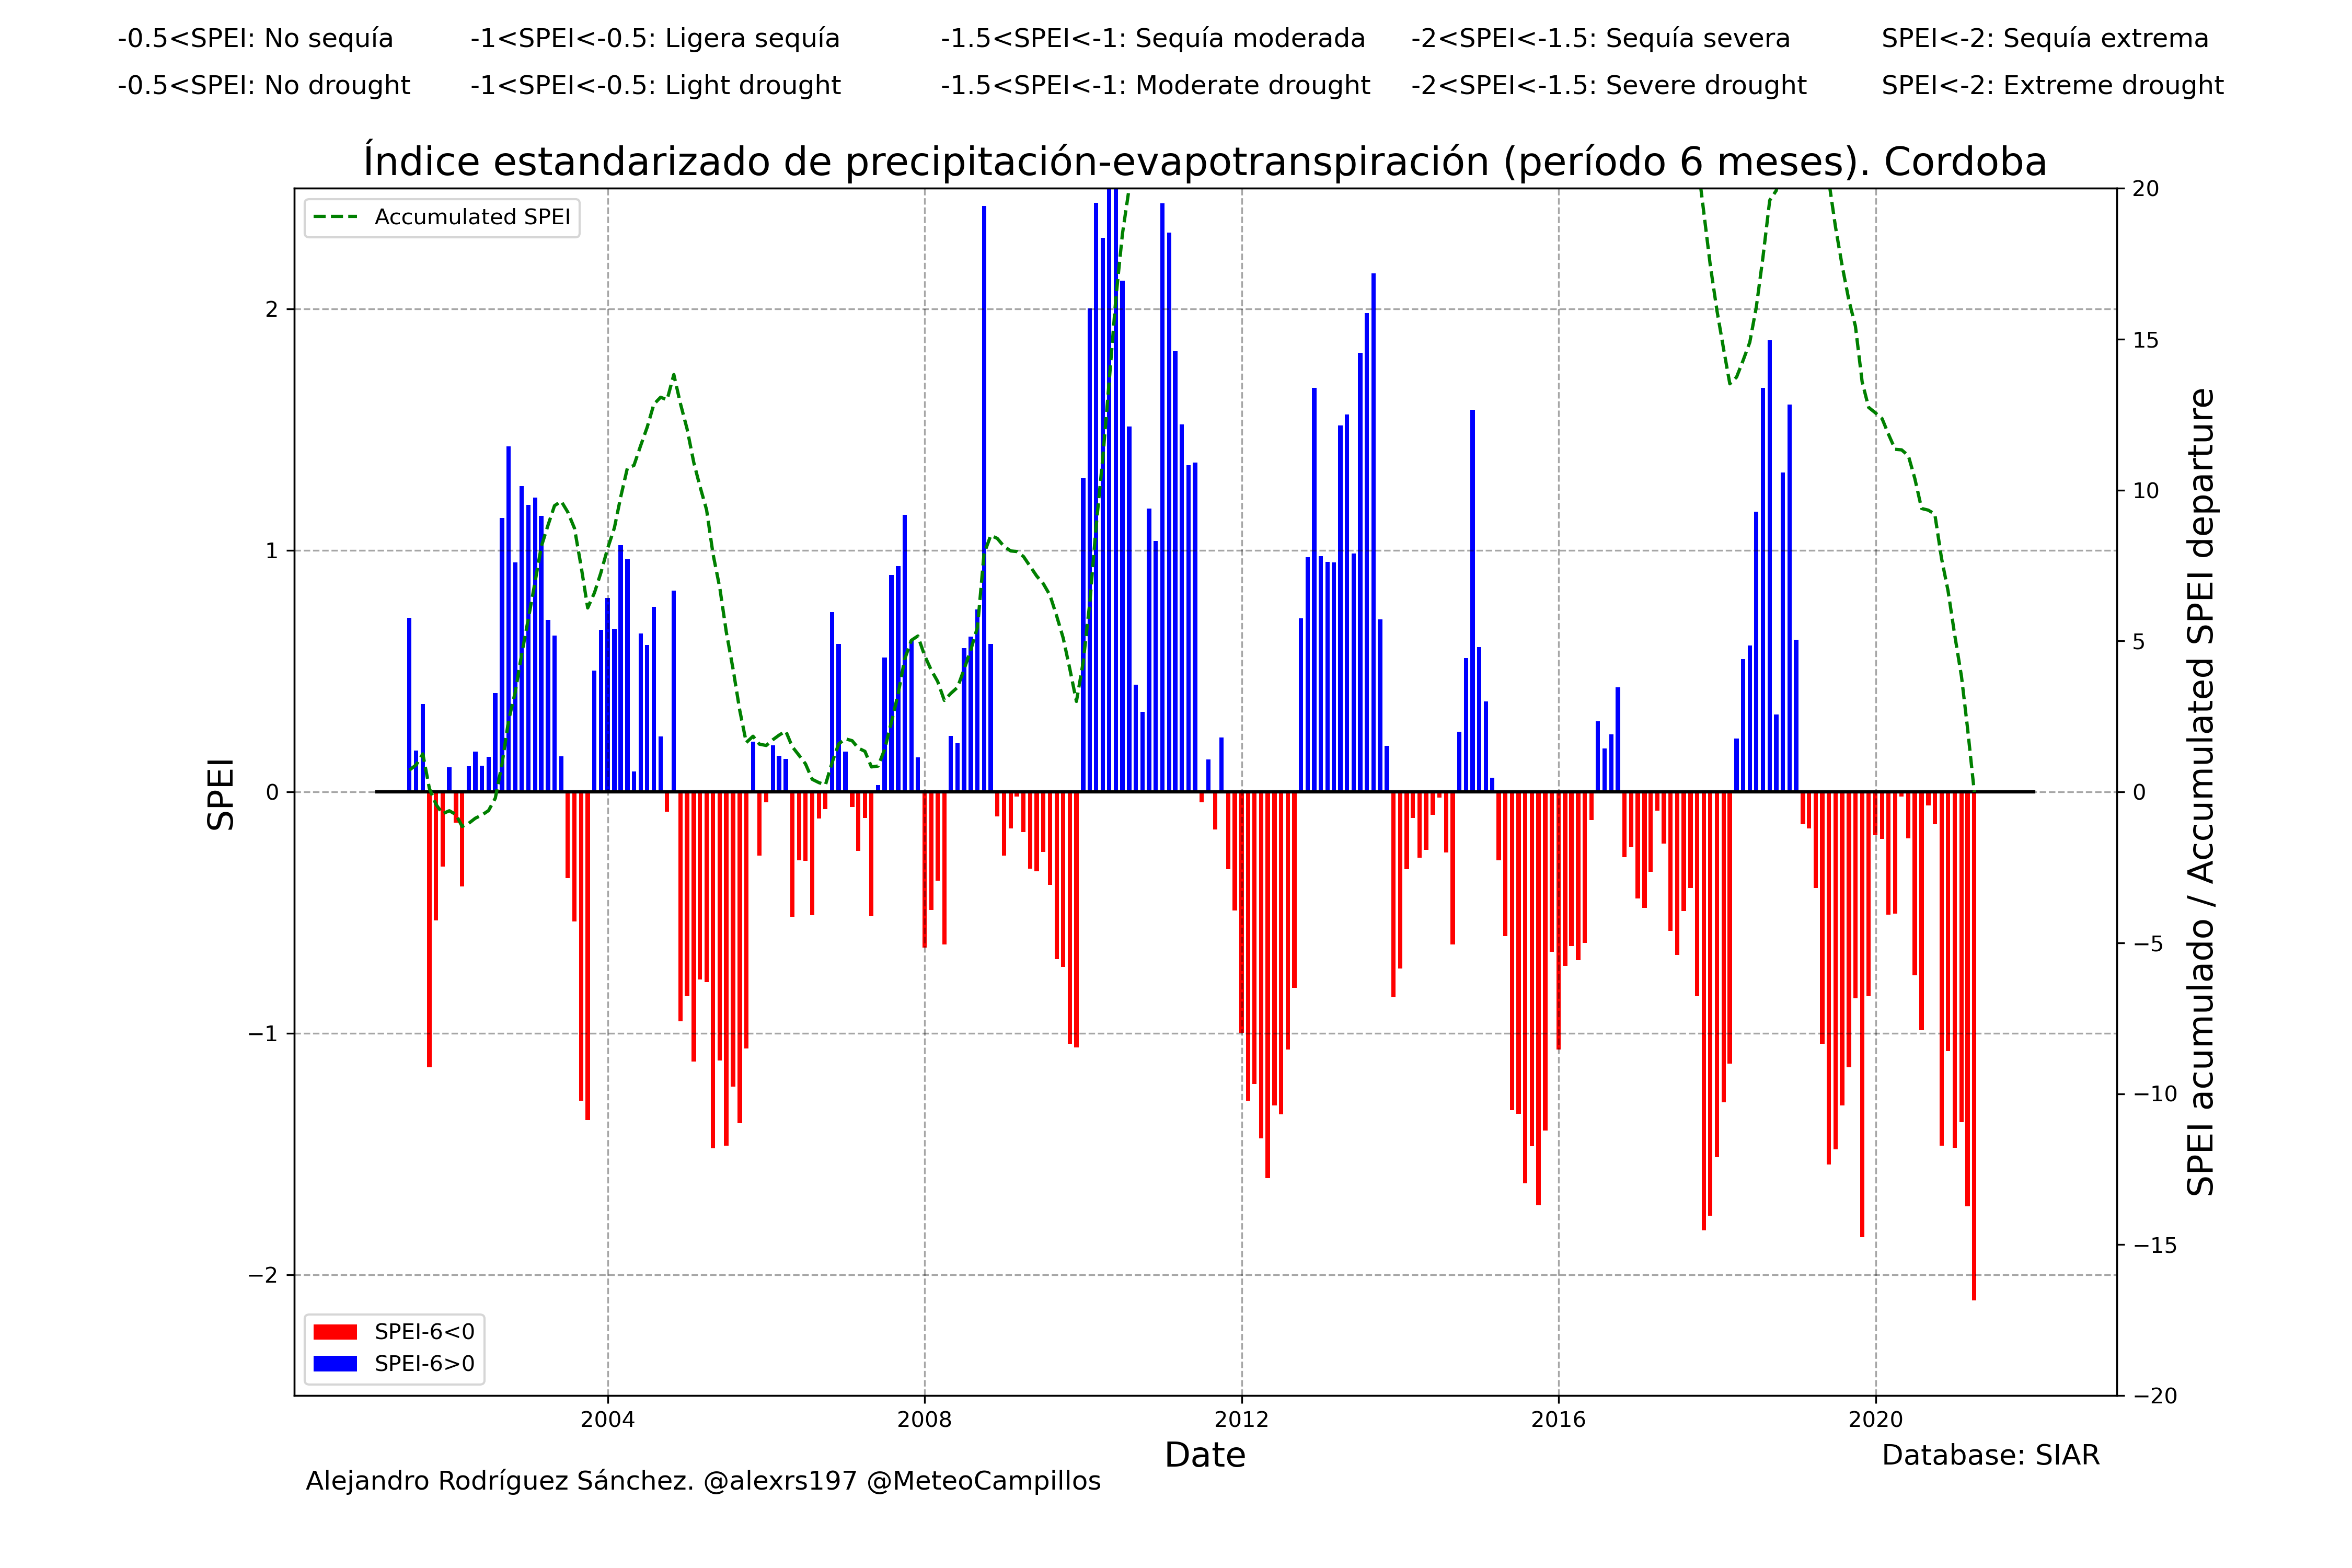 -0.5<SPEI: No sequía -1<SPEI<-0.5: Ligera sequía -1.5<SPEI<-1: Sequía moderada -2<SPEI<-1.5: Sequía severa SPEI<-2: Sequía extrema
-0.5<SPEI: No drought -1<SPEI<-0.5: Light drought -1.5<SPEI<-1: Moderate drought -2<SPEI<-1.5: Severe drought SPEI<-2: Extreme drought
Índice estandarizado de precipitación-evapotranspiración (período 6 meses). Cordoba
Accumulated SPEI
SPEI
2
1
0
−1
−2
20
15
10
5
0
−5
−10
−15
−20
SPEI acumulado / Accumulated SPEI departure
SPEI-6<0
SPEI-6>0
2004 2008 2012 2016 2020
Date
Database: SIAR
Alejandro Rodríguez Sánchez. @alexrs197 @MeteoCampillos